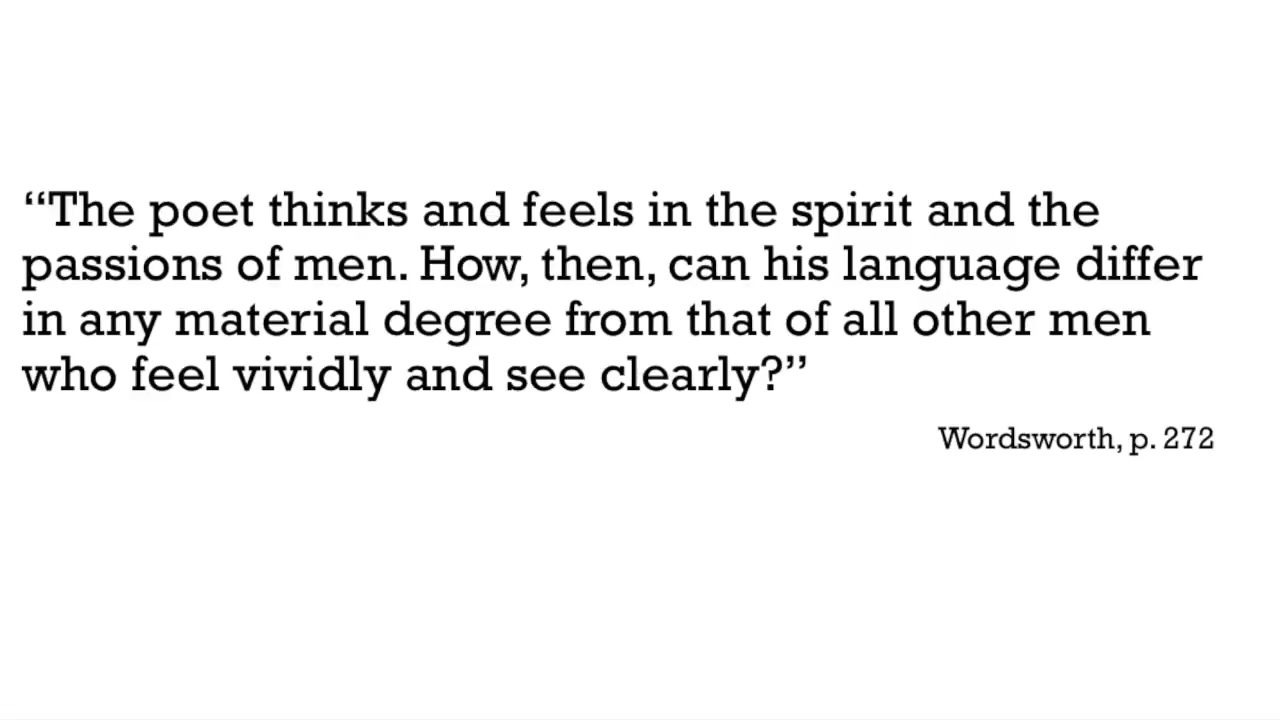 “The poet thinks and feels in the spirit and the
passions of men. How, then, can his language differ
in any material degree from that of all other men
who feel vividly and see clearly?”
Wordsworth, p. 272